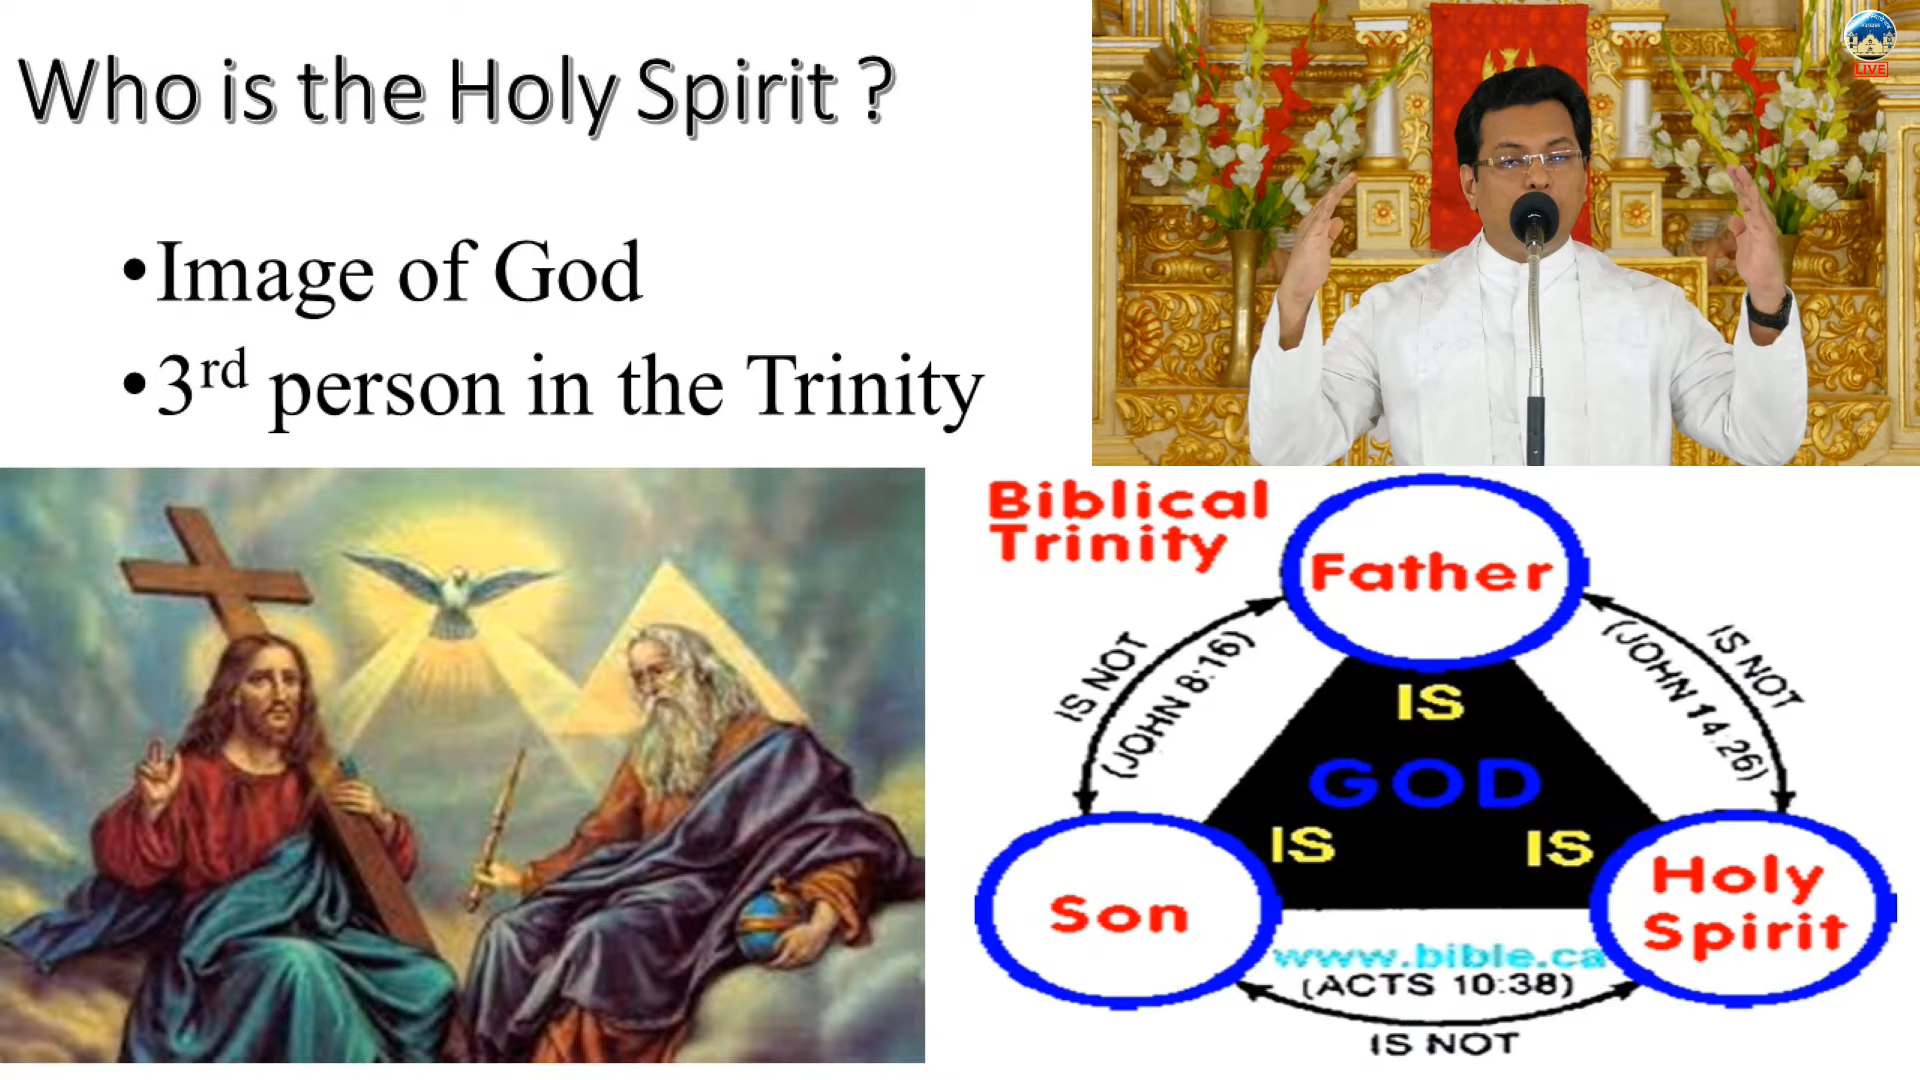 Who is the Holy Spirit ?
•Image of God
•3rd person in the Trinity
LIVE
Biblical
Trinity
Father
IS NOT
(JOHN 8:16)
(JOHN 14:26)
IS NOT
IS
GOD
IS
IS
Son
Holy
Spirit
www.bible.ca
(ACTS 10:38)
IS NOT